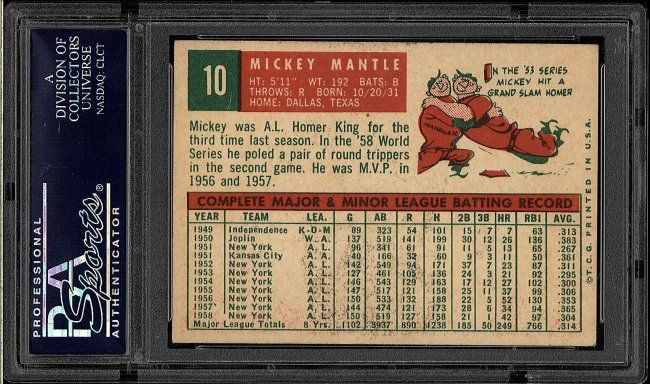 A
DIVISION OF
COLLECTORS
UNIVERSE
NASDAQ: CLCT
PROFESSIONAL
PSA Sports®
AUTHENTICATOR
10
MICKEY MANTLE
HT: 5'11" WT: 192 BATS: B
THROWS: R BORN: 10/20/31
HOME: DALLAS, TEXAS
Mickey was A.L. Homer King for the
third time last season. In the '58 World
Series he poled a pair of round trippers
in the second game. He was M.V.P. in
1956 and 1957.
IN THE '53 SERIES
MICKEY HIT A
GRAND SLAM HOMER
MANAGER
COMPLETE MAJOR & MINOR LEAGUE BATTING RECORD
YEAR TEAM LEA. G AB R H 2B 3B HR RBI AVG.
1949 Independence K-O-M 89 323 54 101 15 7 7 63 .313
1950 Joplin W.A. 137 519 141 199 30 12 26 136 .383
1951 New York A.L. 96 341 61 91 11 5 13 65 .267
1951 Kansas City A.A. 40 166 32 60 9 3 11 50 .361
1952 New York A.L. 142 549 94 171 37 7 23 87 .311
1953 New York A.L. 127 461 105 136 24 3 21 92 .295
1954 New York A.L. 146 543 129 163 17 12 27 102 .300
1955 New York A.L. 147 517 121 158 25 11 37 99 .306
1956 New York A.L. 150 533 132 188 22 5 52 130 .353
1957 New York A.L. 144 474 121 173 28 6 34 94 .365
1958 New York A.L. 150 519 127 158 21 1 42 97 .304
Major League Totals 8 Yrs. 1102 3937 890 1238 185 50 249 766 .314
© T.C.G. PRINTED IN U.S.A.